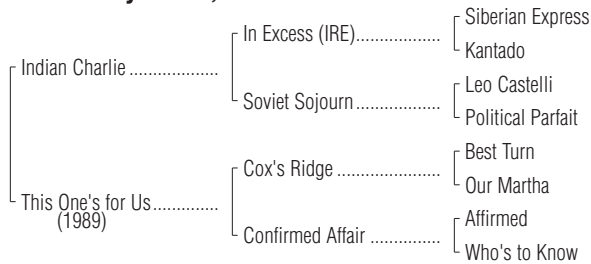 Siberian Express
In Excess (IRE)..................
Kantado
Indian Charlie ...................
Leo Castelli
Soviet Sojourn..................
Political Parfait
Best Turn
Cox's Ridge ......................
Our Martha
This One's for Us..............
(1989)
Affirmed
Confirmed Affair ...............
Who's to Know